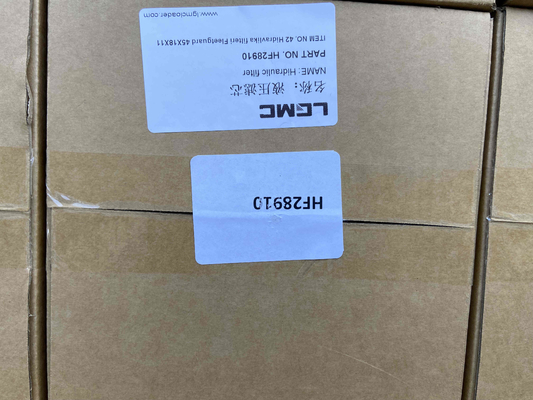 LGMC
名称：液压滤芯
NAME: Hidraulic filter
PART NO. HF28910
ITEM NO. 42 Hidravlika filteri Fleetguard 45X18X11
www.lgmcloader.com
HF28910